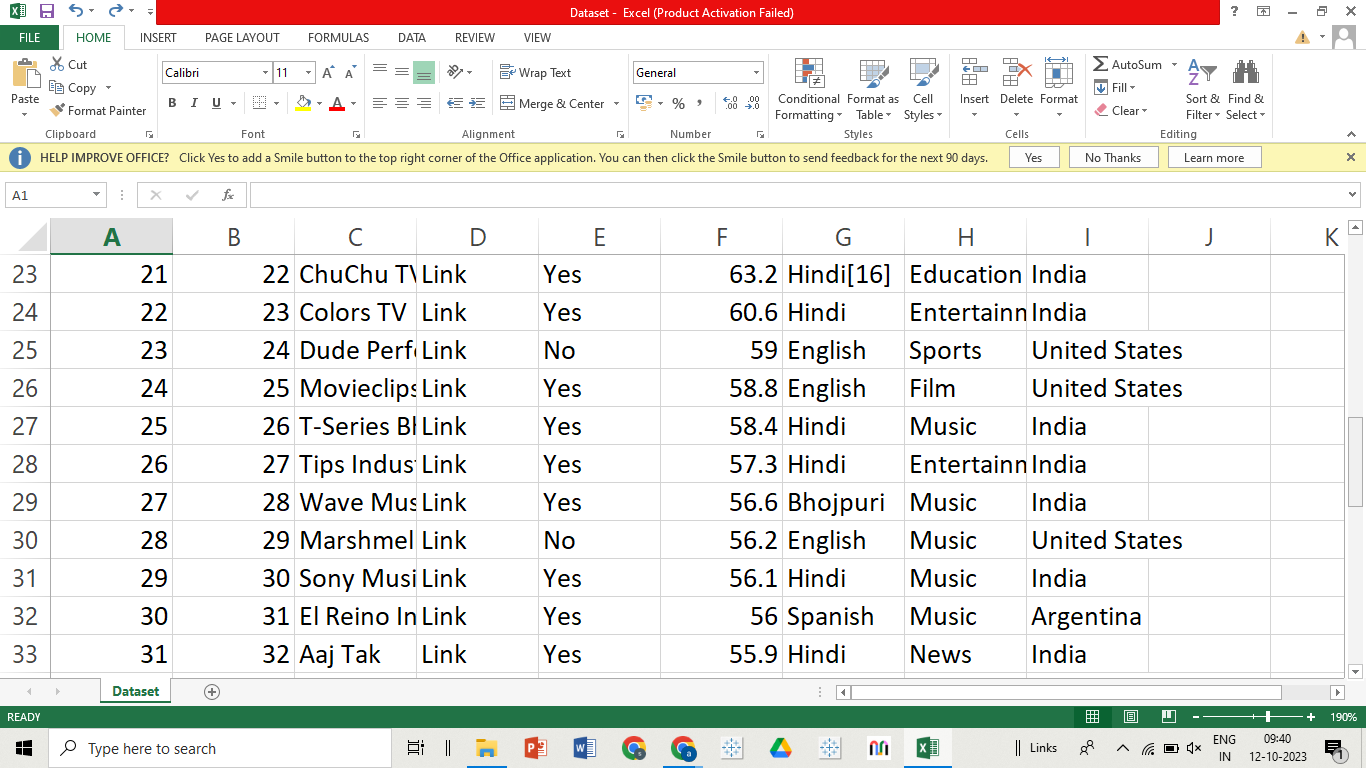 Dataset - Excel (Product Activation Failed)
FILE HOME INSERT PAGE LAYOUT FORMULAS DATA REVIEW VIEW
Cut
Copy
Format Painter
Paste
Clipboard
Calibri 11
B I U
Font
Wrap Text
Merge & Center
Alignment
General
Number
Conditional Formatting
Format as Table
Cell Styles
Styles
Insert Delete Format
Cells
AutoSum
Fill
Clear
Sort & Filter
Find & Select
Editing
HELP IMPROVE OFFICE? Click Yes to add a Smile button to the top right corner of the Office application. You can then click the Smile button to send feedback for the next 90 days. Yes No Thanks Learn more
A1 fx
A B C D E F G H I J K
23 21 22 ChuChu TV Link Yes 63.2 Hindi[16] Education India
24 22 23 Colors TV Link Yes 60.6 Hindi Entertainn India
25 23 24 Dude Perfe Link No 59 English Sports United States
26 24 25 Movieclips Link Yes 58.8 English Film United States
27 25 26 T-Series Bh Link Yes 58.4 Hindi Music India
28 26 27 Tips Indust Link Yes 57.3 Hindi Entertainn India
29 27 28 Wave Mus Link Yes 56.6 Bhojpuri Music India
30 28 29 Marshmel Link No 56.2 English Music United States
31 29 30 Sony Musi Link Yes 56.1 Hindi Music India
32 30 31 El Reino In Link Yes 56 Spanish Music Argentina
33 31 32 Aaj Tak Link Yes 55.9 Hindi News India
Dataset
READY 190%
Type here to search
Links
ENG
IN
09:40
12-10-2023
1